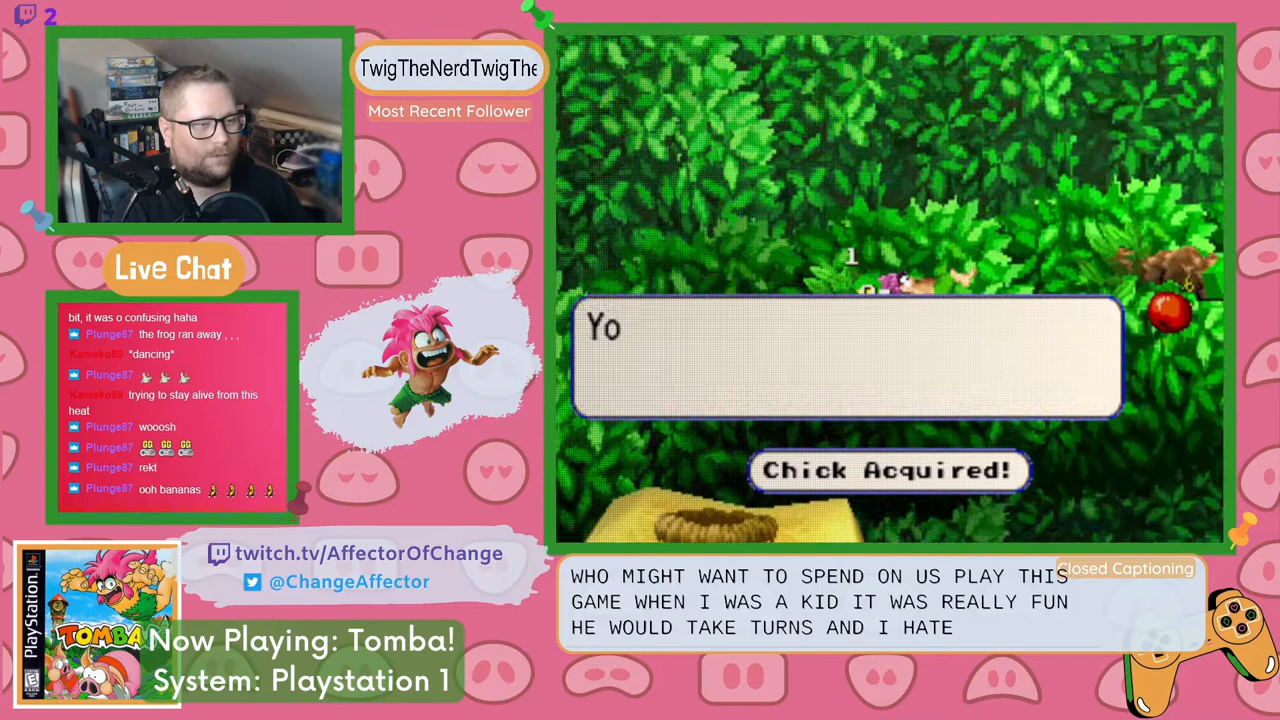 2
TwigTheNerdTwigThe
Most Recent Follower
Live Chat
bit, it was o confusing haha
Plunge87 the frog ran away , , ,
Kameko89 *dancing*
Plunge87
Kameko89 trying to stay alive from this
heat
Plunge87 wooosh
Plunge87 GG GG GG
Plunge87 rekt
Plunge87 ooh bananas
twitch.tv/AffectorOfChange
@ChangeAffector
PlayStation
TOMBA
Now Playing: Tomba!
System: Playstation 1
1
Yo
Chick Acquired!
Closed Captioning
WHO MIGHT WANT TO SPEND ON US PLAY THIS
GAME WHEN I WAS A KID IT WAS REALLY FUN
HE WOULD TAKE TURNS AND I HATE